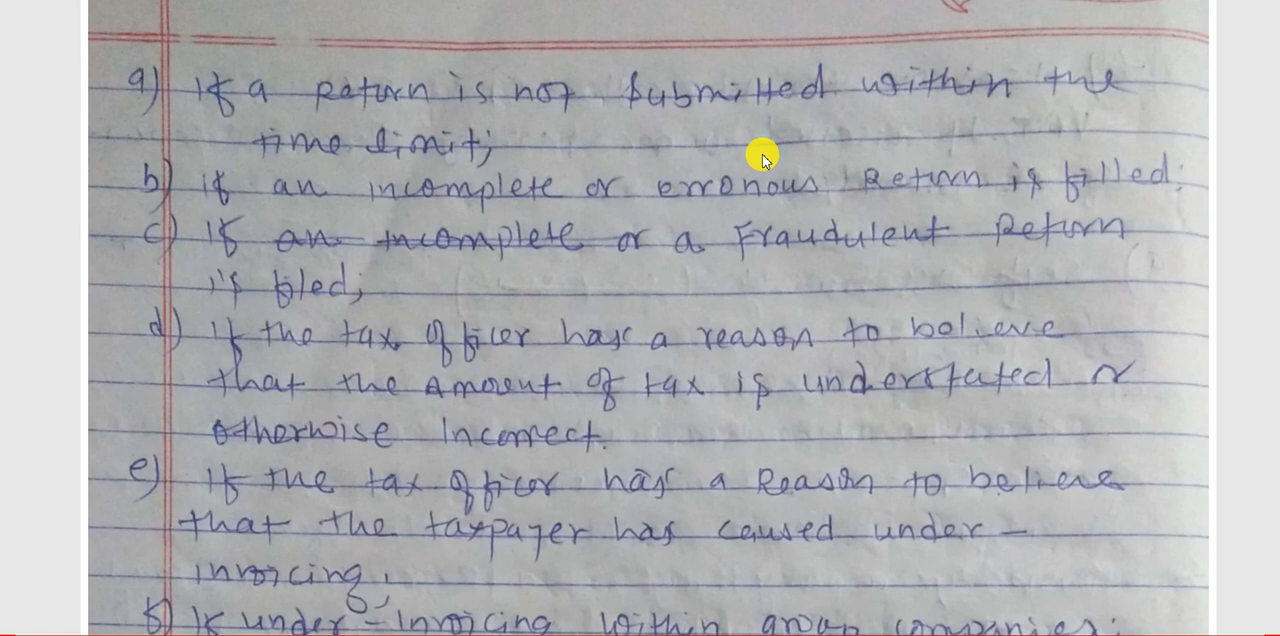 a) If a Return is not Submitted within the
time limit;
b) If an incomplete or erronous Return is filled;
c) If an incomplete or a Fraudulent Return
is filed;
d) If the tax officer has a reason to believe
that the Amount of tax is understated or
otherwise Incorrect.
e) If the tax officer has a Reason to believe
that the taxpayer has caused under-
invoicing,
f) If under-invoicing within group companies;